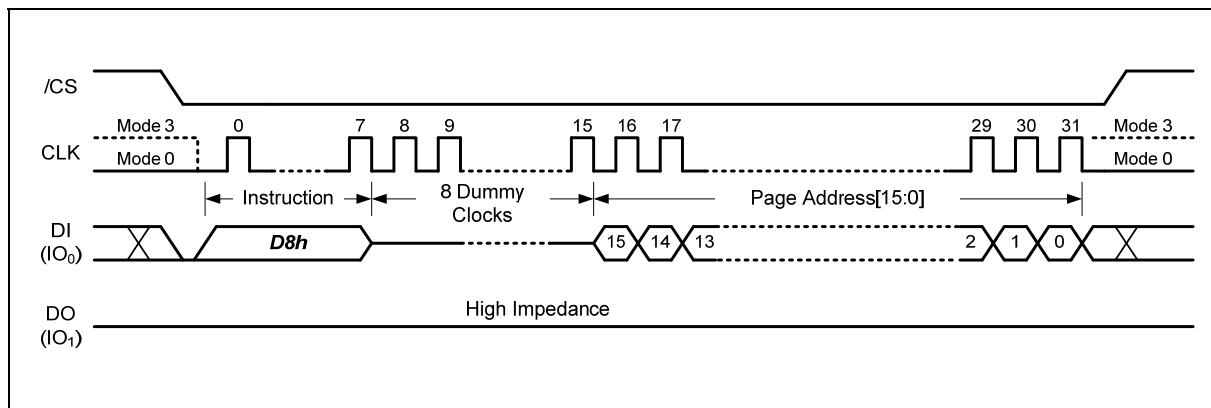 /CS
Mode 3 0 7 8 9 15 16 17 29 30 31 Mode 3
CLK
Mode 0 Mode 0
Instruction 8 Dummy Clocks Page Address[15:0]
DI (IO₀) D8h 15 14 13 2 1 0
DO (IO₁) High Impedance